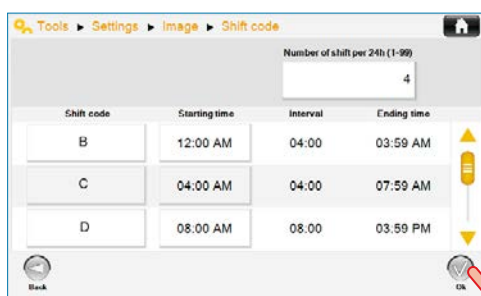 Tools ► Settings ► Image ► Shift code
Number of shift per 24h (1-99)
4
Shift code Starting time Interval Ending time
B 12:00 AM 04:00 03:59 AM
C 04:00 AM 04:00 07:59 AM
D 08:00 AM 08:00 03:59 PM
Back Ok